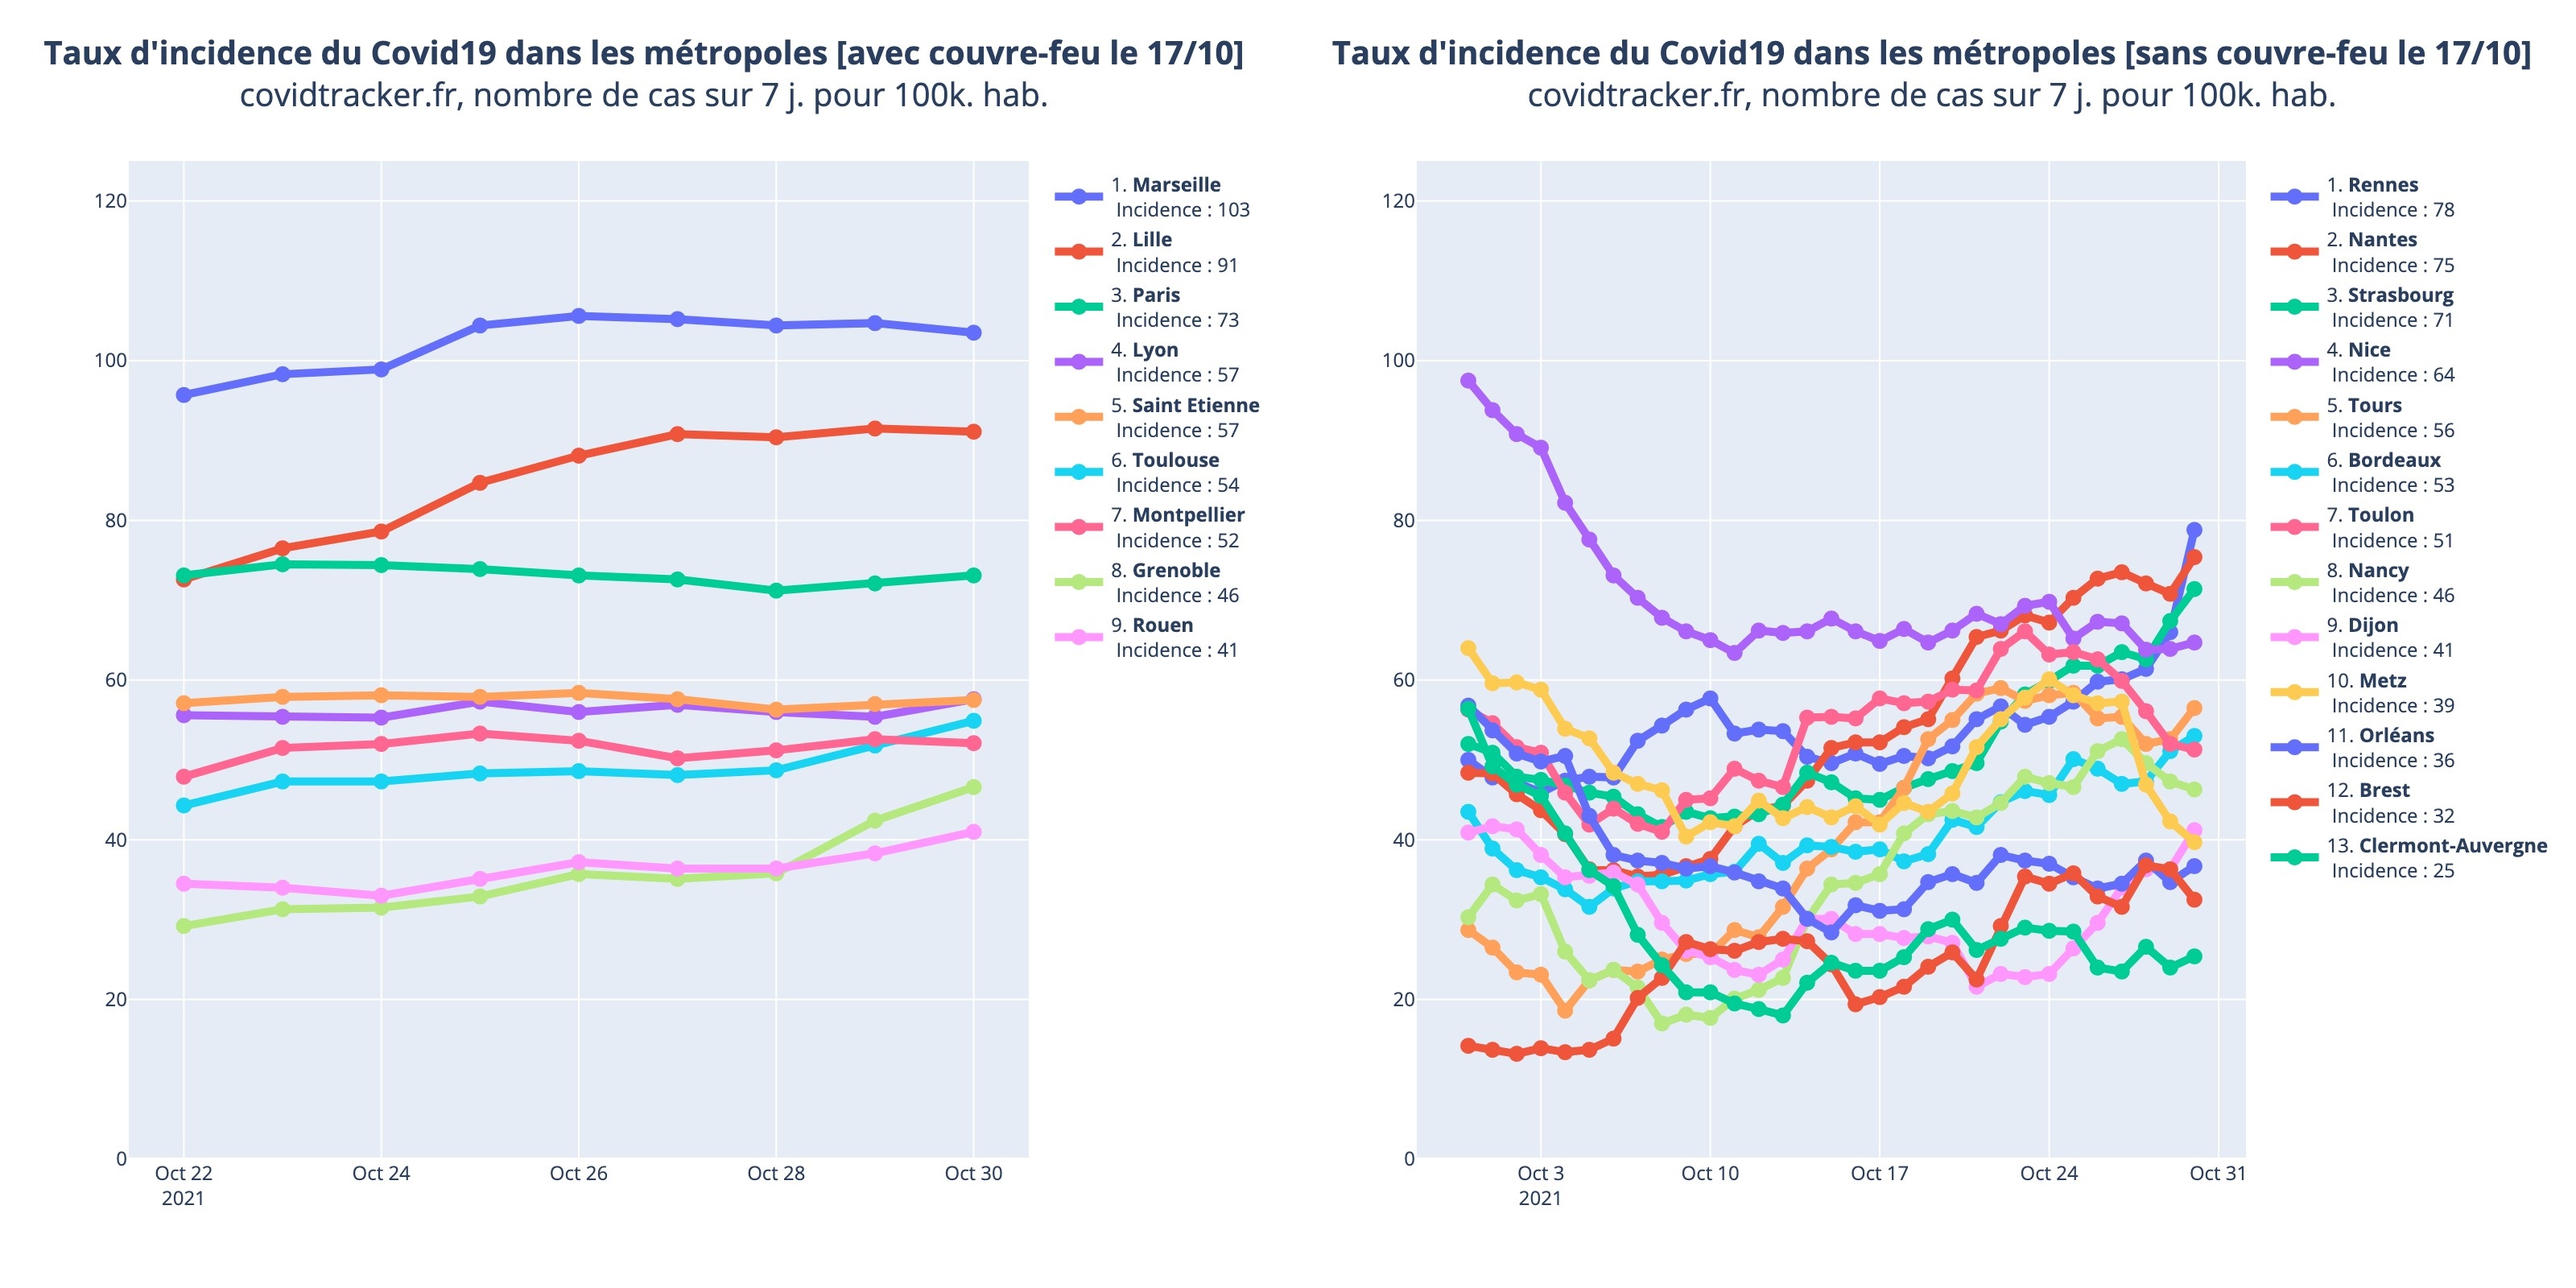 Taux d'incidence du Covid19 dans les métropoles [avec couvre-feu le 17/10]
covidtracker.fr, nombre de cas sur 7 j. pour 100k. hab.
120
100
80
60
40
20
0
Oct 22
2021
Oct 24
Oct 26
Oct 28
Oct 30
1. Marseille
Incidence : 103
2. Lille
Incidence : 91
3. Paris
Incidence : 73
4. Lyon
Incidence : 57
5. Saint Etienne
Incidence : 57
6. Toulouse
Incidence : 54
7. Montpellier
Incidence : 52
8. Grenoble
Incidence : 46
9. Rouen
Incidence : 41
Taux d'incidence du Covid19 dans les métropoles [sans couvre-feu le 17/10]
covidtracker.fr, nombre de cas sur 7 j. pour 100k. hab.
120
100
80
60
40
20
0
Oct 3
2021
Oct 10
Oct 17
Oct 24
Oct 31
1. Rennes
Incidence : 78
2. Nantes
Incidence : 75
3. Strasbourg
Incidence : 71
4. Nice
Incidence : 64
5. Tours
Incidence : 56
6. Bordeaux
Incidence : 53
7. Toulon
Incidence : 51
8. Nancy
Incidence : 46
9. Dijon
Incidence : 41
10. Metz
Incidence : 39
11. Orléans
Incidence : 36
12. Brest
Incidence : 32
13. Clermont-Auvergne
Incidence : 25